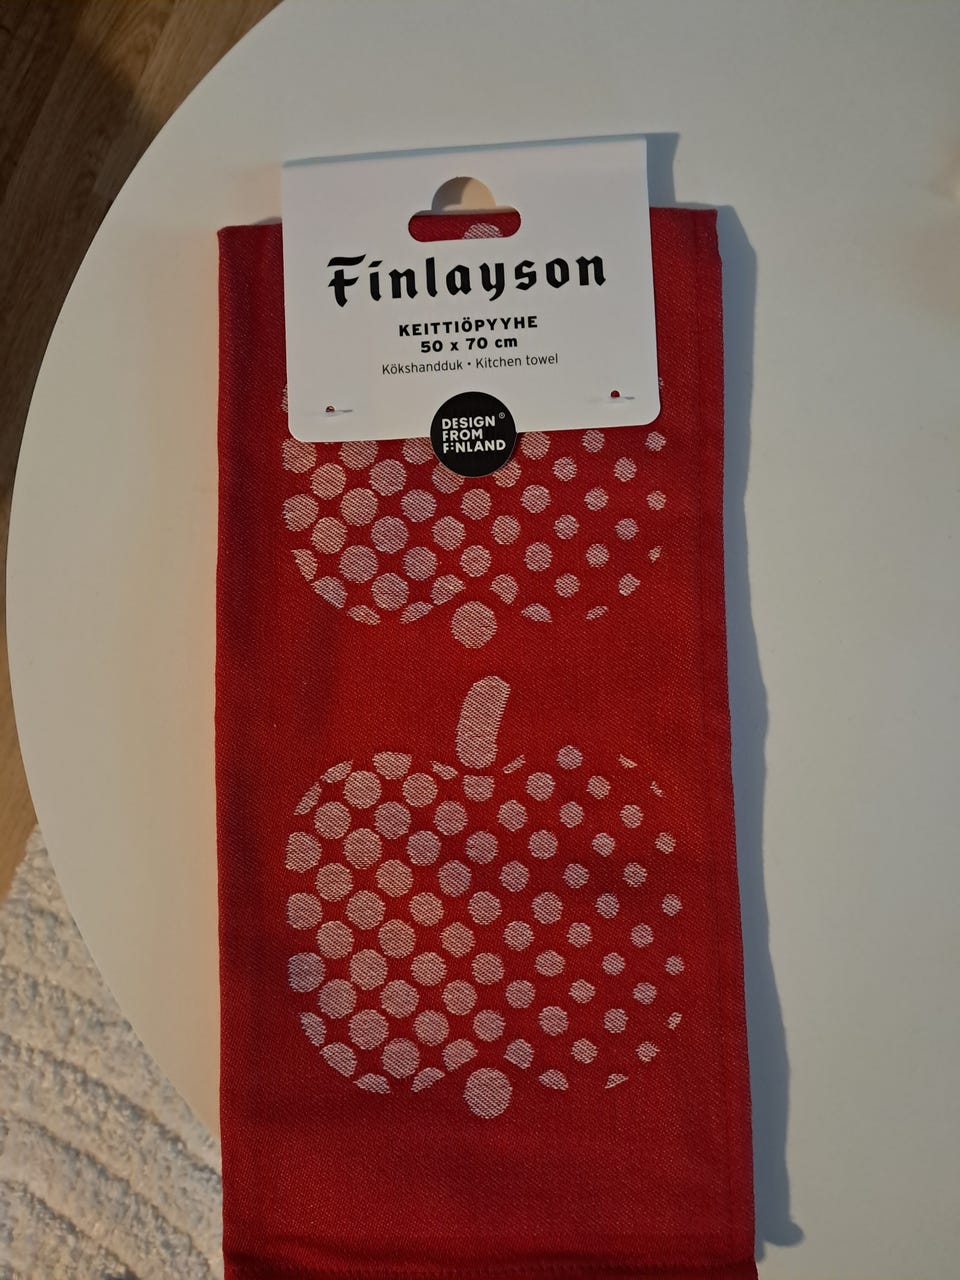 Finlayson
KEITTIÖPYYHE
50 x 70 cm
Kökshandduk • Kitchen towel
DESIGN ®
FROM
FINLAND